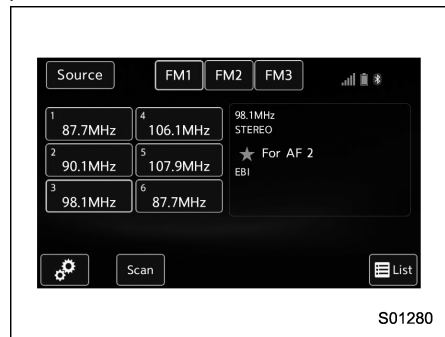 Source
FM1 FM2 FM3
1 87.7MHz
4 106.1MHz
2 90.1MHz
5 107.9MHz
3 98.1MHz
6 87.7MHz
98.1MHz
STEREO
For AF 2
EBI
Scan
List
S01280